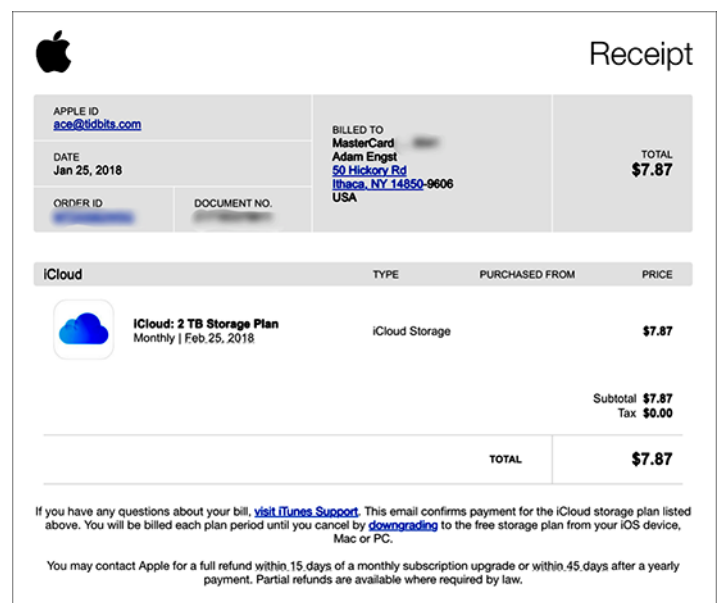 Receipt
APPLE ID
ace@tidbits.com
DATE
Jan 25, 2018
ORDER ID
DOCUMENT NO.
BILLED TO
MasterCard
Adam Engst
50 Hickory Rd
Ithaca, NY 14850-9606
USA
TOTAL
$7.87
iCloud TYPE PURCHASED FROM PRICE
iCloud: 2 TB Storage Plan
Monthly | Feb 25, 2018
iCloud Storage
$7.87
Subtotal $7.87
Tax $0.00
TOTAL $7.87
If you have any questions about your bill, visit iTunes Support. This email confirms payment for the iCloud storage plan listed
above. You will be billed each plan period until you cancel by downgrading to the free storage plan from your iOS device,
Mac or PC.
You may contact Apple for a full refund within 15 days of a monthly subscription upgrade or within 45 days after a yearly
payment. Partial refunds are available where required by law.